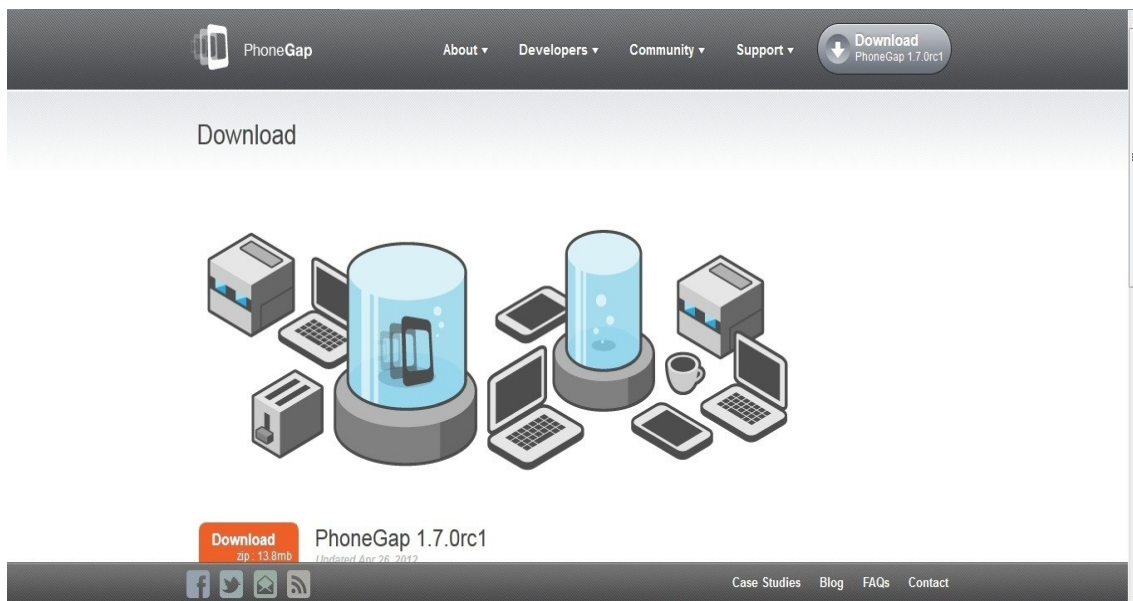 PhoneGap
About ▾ Developers ▾ Community ▾ Support ▾
Download
PhoneGap 1.7.0rc1
Download
Download
zip : 13.8mb
PhoneGap 1.7.0rc1
Updated Apr 26, 2012
Case Studies Blog FAQs Contact